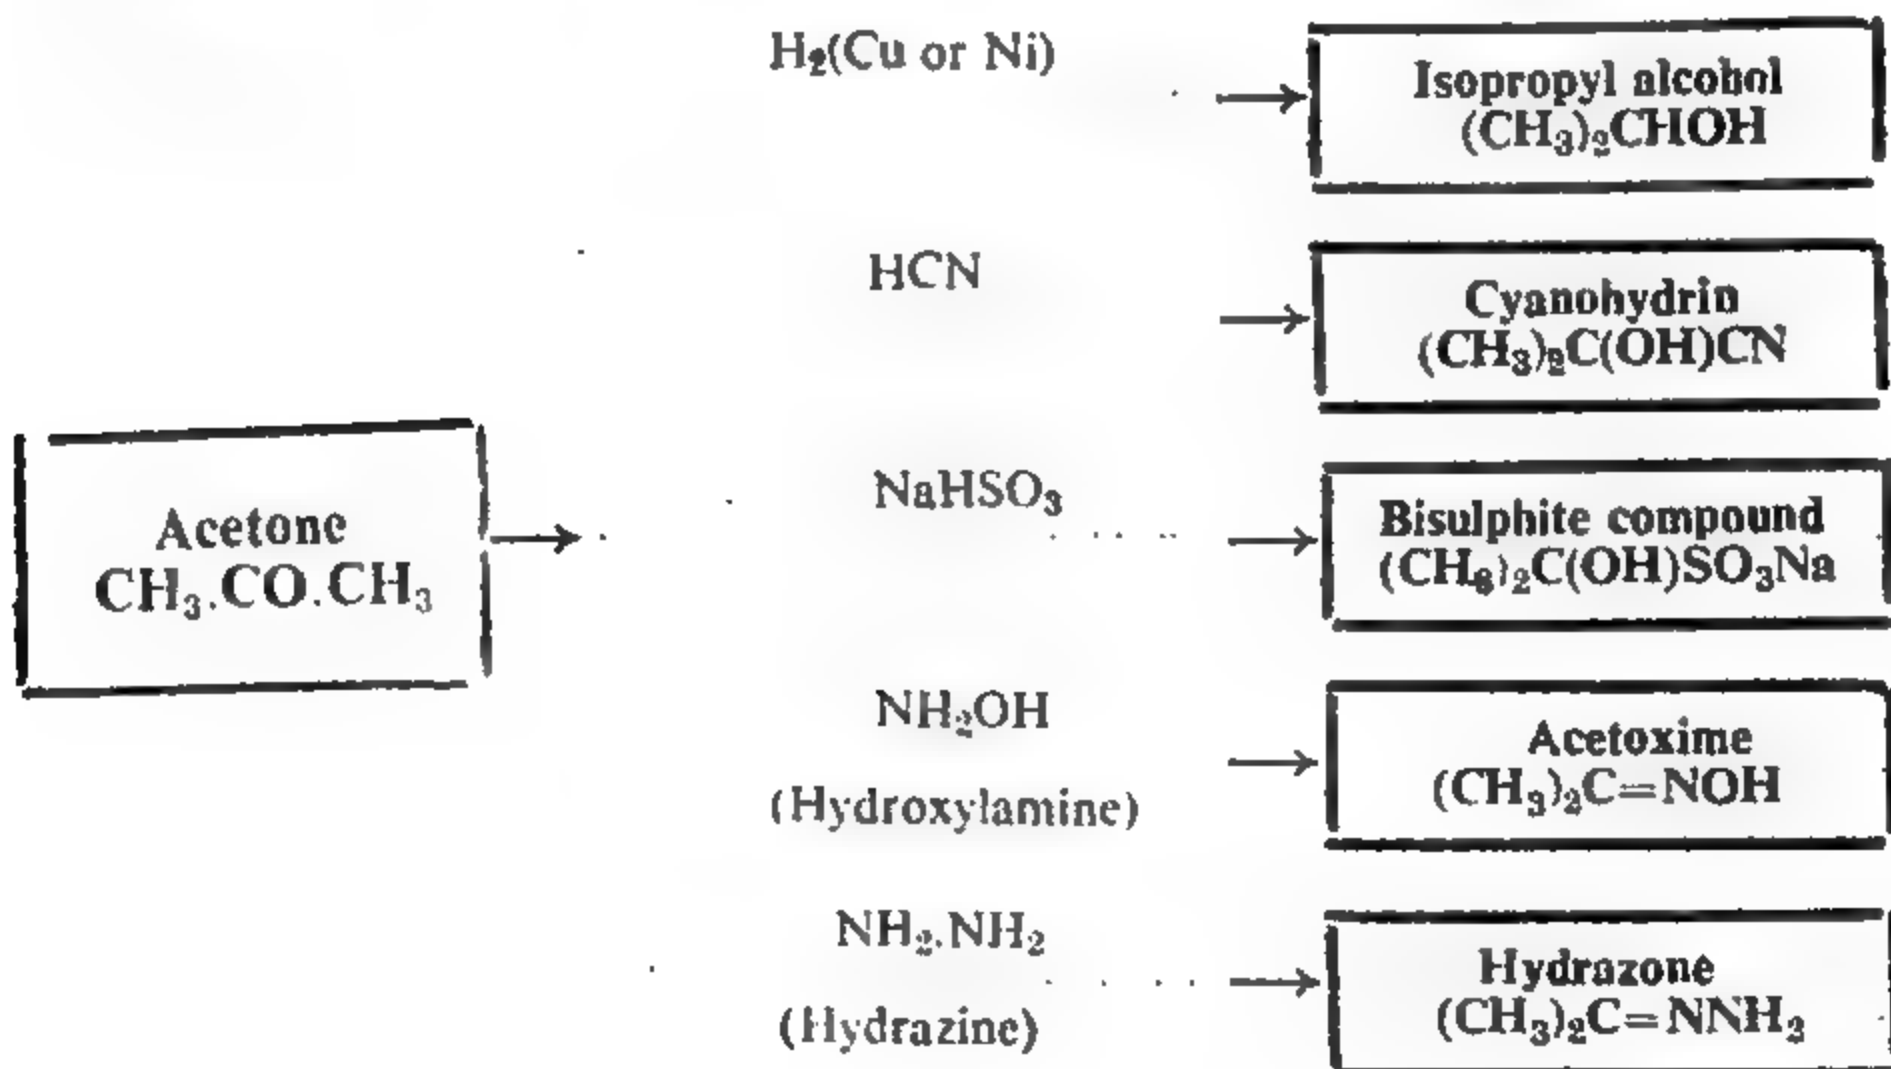 H₂(Cu or Ni)
Isopropyl alcohol
(CH₃)₂CHOH
HCN
Cyanohydrin
(CH₃)₂C(OH)CN
Acetone
CH₃.CO.CH₃
NaHSO₃
Bisulphite compound
(CH₃)₂C(OH)SO₃Na
NH₂OH
(Hydroxylamine)
Acetoxime
(CH₃)₂C=NOH
NH₂.NH₂
(Hydrazine)
Hydrazone
(CH₃)₂C=NNH₂